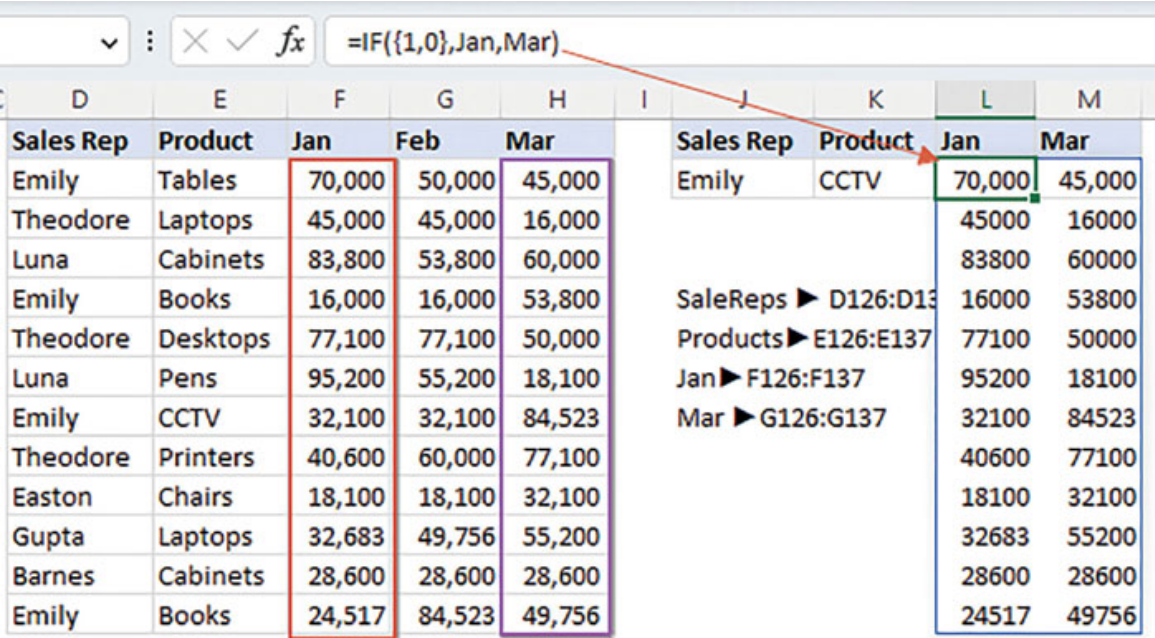 fx =IF({1,0},Jan,Mar)
D E F G H I J K L M
Sales Rep Product Jan Feb Mar Sales Rep Product Jan Mar
Emily Tables 70,000 50,000 45,000 Emily CCTV 70,000 45,000
Theodore Laptops 45,000 45,000 16,000 45000 16000
Luna Cabinets 83,800 53,800 60,000 83800 60000
Emily Books 16,000 16,000 53,800 SaleReps ► D126:D13 16000 53800
Theodore Desktops 77,100 77,100 50,000 Products► E126:E137 77100 50000
Luna Pens 95,200 55,200 18,100 Jan► F126:F137 95200 18100
Emily CCTV 32,100 32,100 84,523 Mar ► G126:G137 32100 84523
Theodore Printers 40,600 60,000 77,100 40600 77100
Easton Chairs 18,100 18,100 32,100 18100 32100
Gupta Laptops 32,683 49,756 55,200 32683 55200
Barnes Cabinets 28,600 28,600 28,600 28600 28600
Emily Books 24,517 84,523 49,756 24517 49756